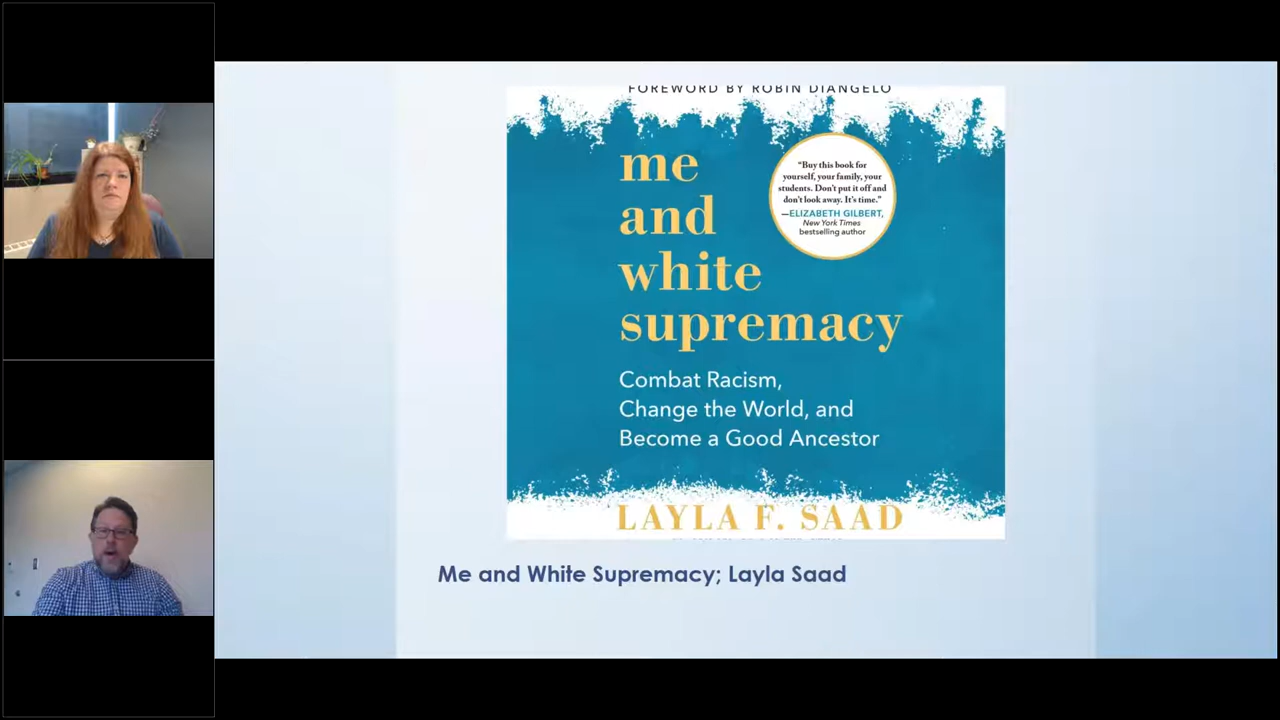 FOREWORD BY ROBIN DIANGELO
me
and
white
supremacy
“Buy this book for
yourself, your family, your
students. Don’t put it off and
don’t look away. It’s time.”
—ELIZABETH GILBERT,
New York Times
bestselling author
Combat Racism,
Change the World, and
Become a Good Ancestor
LAYLA F. SAAD
Me and White Supremacy; Layla Saad